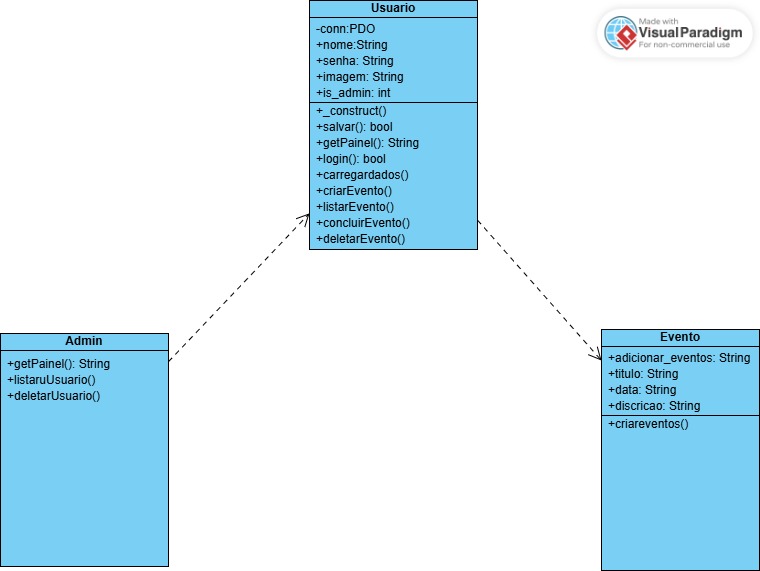 Usuario
-conn:PDO
+nome:String
+senha: String
+imagem: String
+is_admin: int
+_construct()
+salvar(): bool
+getPainel(): String
+login(): bool
+carregardados()
+criarEvento()
+listarEvento()
+concluirEvento()
+deletarEvento()
Made with
VisualParadigm
For non-commercial use
Admin
+getPainel(): String
+listaruUsuario()
+deletarUsuario()
Evento
+adicionar_eventos: String
+titulo: String
+data: String
+discricao: String
+criareventos()